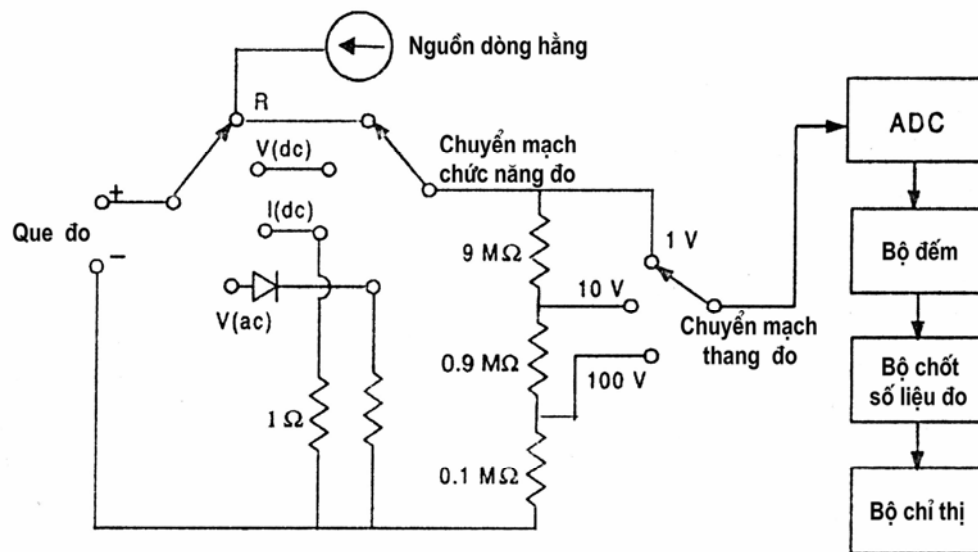 Nguồn dòng hằng
R
V(dc)
Chuyển mạch
chức năng đo
ADC
+
Que đo
−
I(dc)
V(ac)
9 MΩ
1 V
10 V
Chuyển mạch
thang đo
Bộ đếm
0.9 MΩ
100 V
Bộ chốt
số liệu đo
1 Ω
0.1 MΩ
Bộ chỉ thị